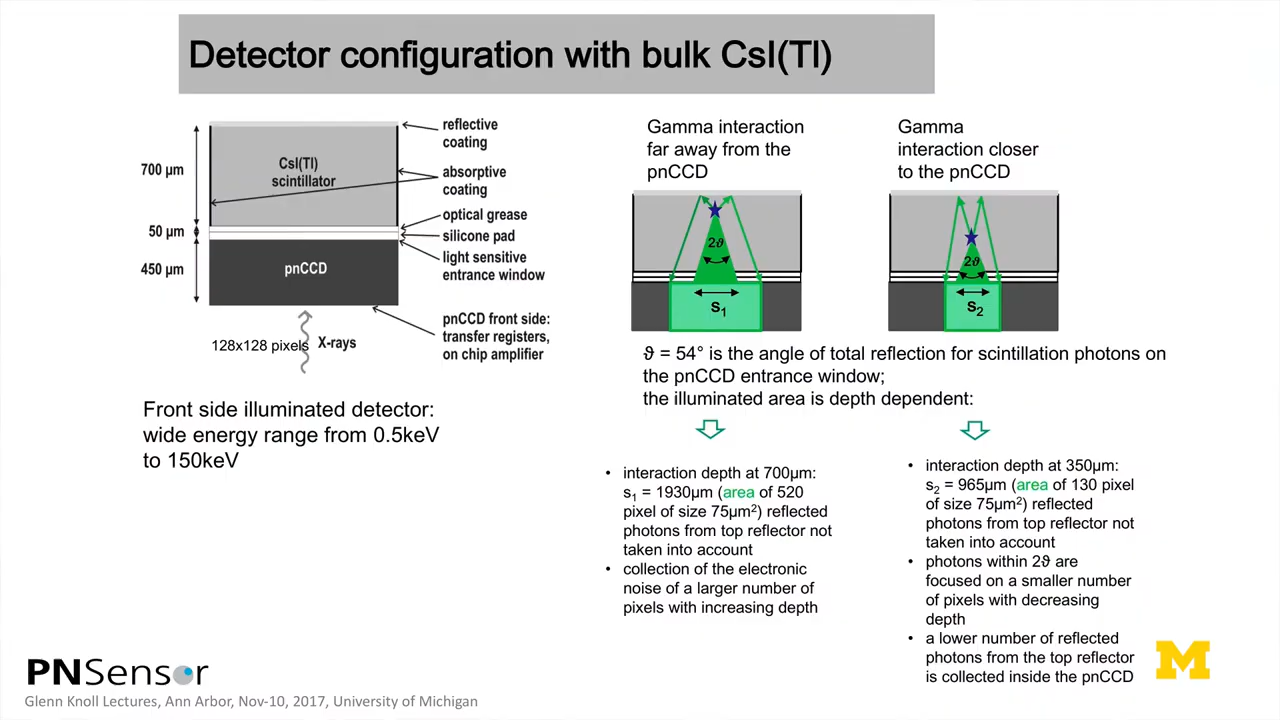 Detector configuration with bulk CsI(Tl)
700 µm
50 µm
450 µm
CsI(Tl)
scintillator
pnCCD
reflective
coating
absorptive
coating
optical grease
silicone pad
light sensitive
entrance window
pnCCD front side:
transfer registers,
on chip amplifier
128x128 pixels
X-rays
Front side illuminated detector:
wide energy range from 0.5keV
to 150keV
Gamma interaction
far away from the
pnCCD
2ϑ
s₁
Gamma
interaction closer
to the pnCCD
2ϑ
s₂
ϑ = 54° is the angle of total reflection for scintillation photons on
the pnCCD entrance window;
the illuminated area is depth dependent:
• interaction depth at 700µm:
s₁ = 1930µm (area of 520
pixel of size 75µm²) reflected
photons from top reflector not
taken into account
• collection of the electronic
noise of a larger number of
pixels with increasing depth
• interaction depth at 350µm:
s₂ = 965µm (area of 130 pixel
of size 75µm²) reflected
photons from top reflector not
taken into account
• photons within 2ϑ are
focused on a smaller number
of pixels with decreasing
depth
• a lower number of reflected
photons from the top reflector
is collected inside the pnCCD
PNSensor
Glenn Knoll Lectures, Ann Arbor, Nov-10, 2017, University of Michigan
M